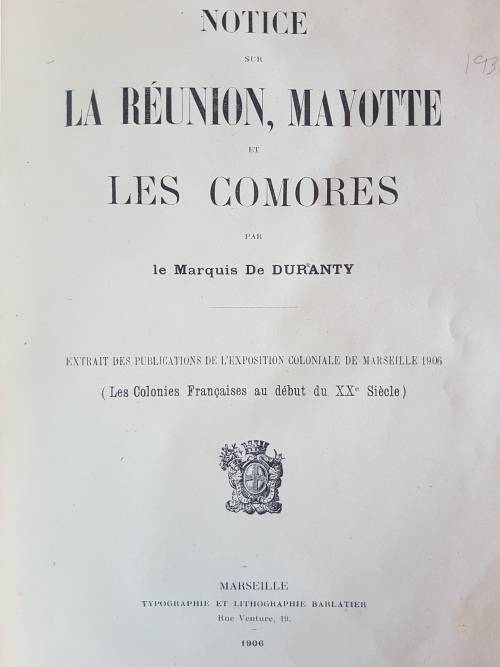 NOTICE
SUR
LA RÉUNION, MAYOTTE
ET
LES COMORES
PAR
le Marquis De DURANTY
EXTRAIT DES PUBLICATIONS DE L'EXPOSITION COLONIALE DE MARSEILLE 1906
(Les Colonies Françaises au début du XXe Siècle)
MARSEILLE
TYPOGRAPHIE ET LITHOGRAPHIE BARLATIER
Rue Venture, 19.
1906